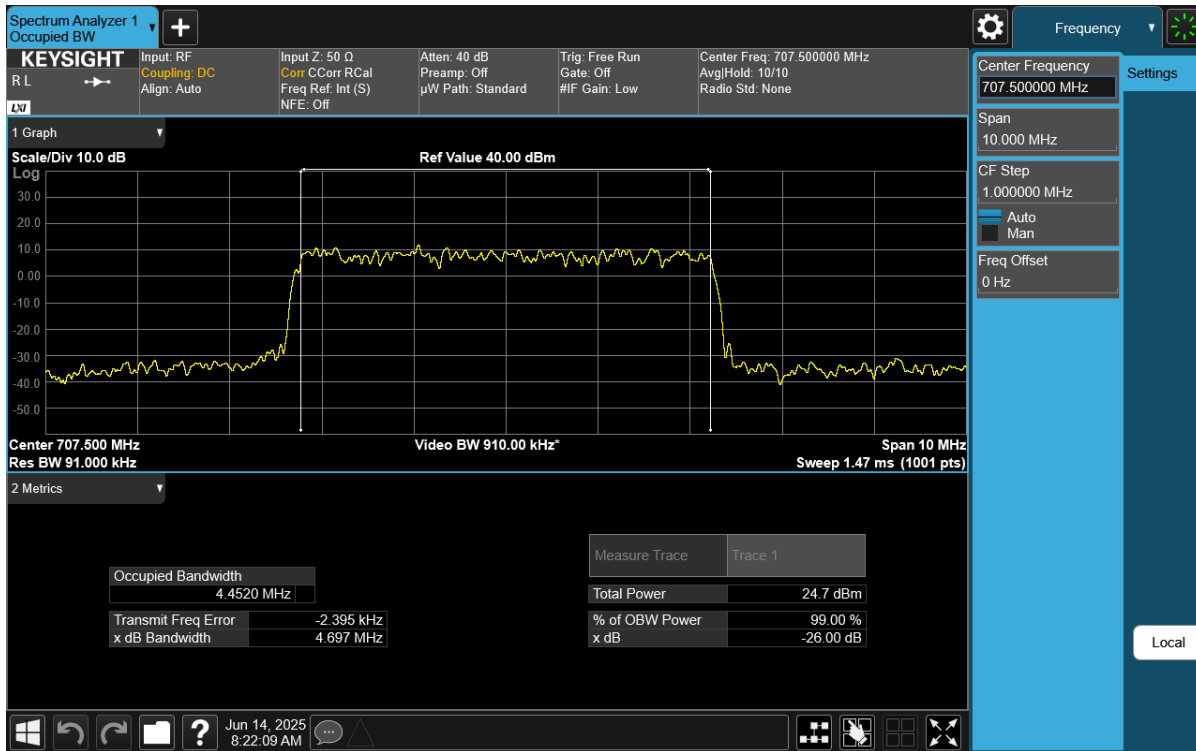 Spectrum Analyzer 1
Occupied BW
+
Frequency
KEYSIGHT
R L
LXI
Input: RF
Coupling: DC
Align: Auto
Input Z: 50 Ω
Corr CCorr RCal
Freq Ref: Int (S)
NFE: Off
Atten: 40 dB
Preamp: Off
µW Path: Standard
Trig: Free Run
Gate: Off
#IF Gain: Low
Center Freq: 707.500000 MHz
Avg|Hold: 10/10
Radio Std: None
Center Frequency
707.500000 MHz
Settings
Span
10.000 MHz
CF Step
1.000000 MHz
Auto
Man
Freq Offset
0 Hz
Local
1 Graph
Scale/Div 10.0 dB
Ref Value 40.00 dBm
Log
30.0
20.0
10.0
0.00
-10.0
-20.0
-30.0
-40.0
-50.0
Center 707.500 MHz
Video BW 910.00 kHz*
Span 10 MHz
Res BW 91.000 kHz
Sweep 1.47 ms (1001 pts)
2 Metrics
Measure Trace
Trace 1
Occupied Bandwidth
4.4520 MHz
Total Power
24.7 dBm
Transmit Freq Error
-2.395 kHz
% of OBW Power
99.00 %
x dB Bandwidth
4.697 MHz
x dB
-26.00 dB
?
Jun 14, 2025
8:22:09 AM